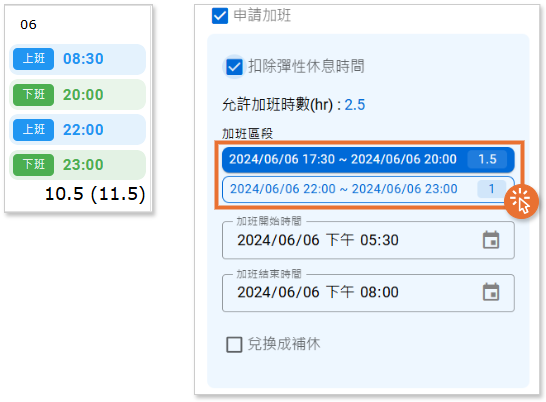 06
上班 08:30
下班 20:00
上班 22:00
下班 23:00
10.5 (11.5)
申請加班
扣除彈性休息時間
允許加班時數(hr) : 2.5
加班區段
2024/06/06 17:30 ~ 2024/06/06 20:00 1.5
2024/06/06 22:00 ~ 2024/06/06 23:00 1
加班開始時間
2024/06/06 下午 05:30
加班結束時間
2024/06/06 下午 08:00
兌換成補休